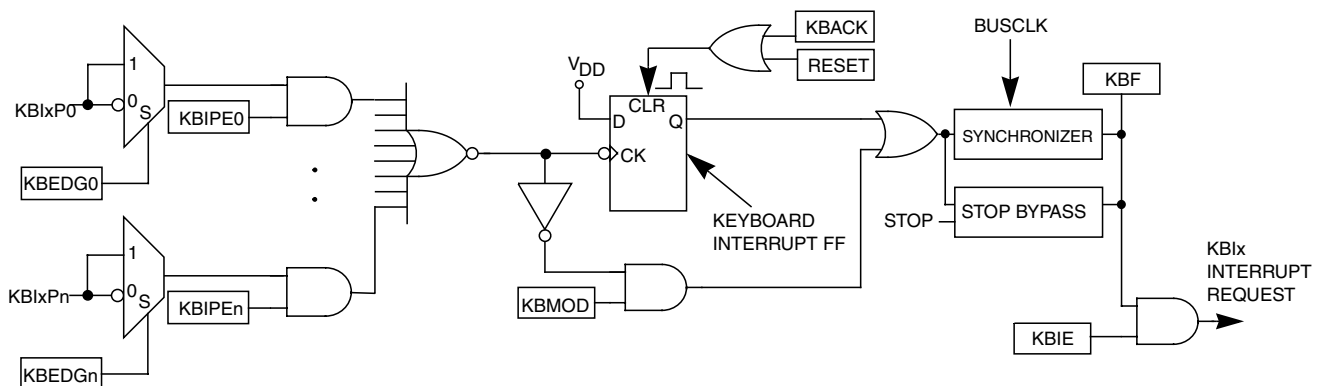 KBACK
RESET
VDD
CLR
D
Q
CK
BUSCLK
KBF
1
0
S
KBIxP0
KBIPE0
KBEDG0
SYNCHRONIZER
STOP BYPASS
STOP
KEYBOARD
INTERRUPT FF
1
0
S
KBIxPn
KBIPEn
KBEDGn
KBMOD
KBIE
KBIx
INTERRUPT
REQUEST